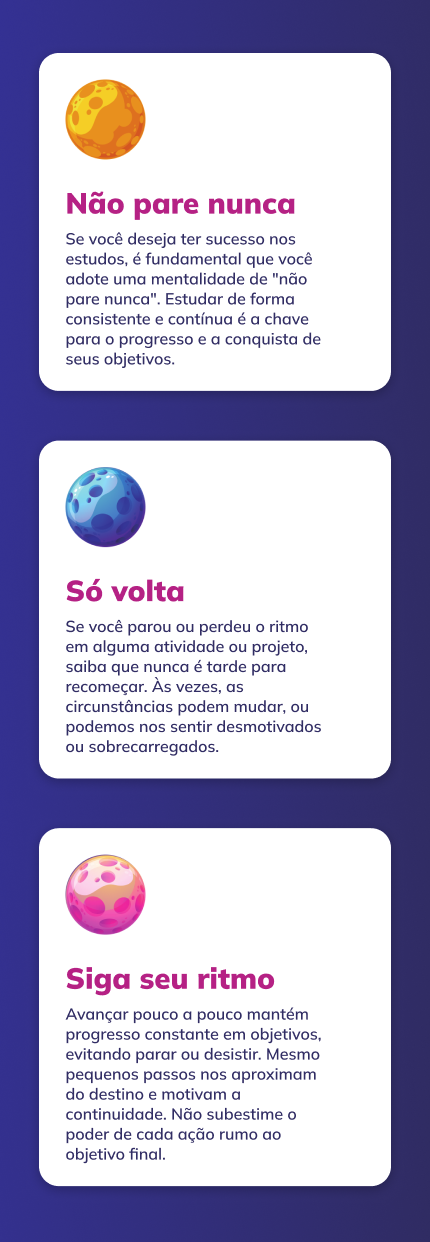 Não pare nunca
Se você deseja ter sucesso nos
estudos, é fundamental que você
adote uma mentalidade de "não
pare nunca". Estudar de forma
consistente e contínua é a chave
para o progresso e a conquista de
seus objetivos.
Só volta
Se você parou ou perdeu o ritmo
em alguma atividade ou projeto,
saiba que nunca é tarde para
recomeçar. Às vezes, as
circunstâncias podem mudar, ou
podemos nos sentir desmotivados
ou sobrecarregados.
Siga seu ritmo
Avançar pouco a pouco mantém
progresso constante em objetivos,
evitando parar ou desistir. Mesmo
pequenos passos nos aproximam
do destino e motivam a
continuidade. Não subestime o
poder de cada ação rumo ao
objetivo final.